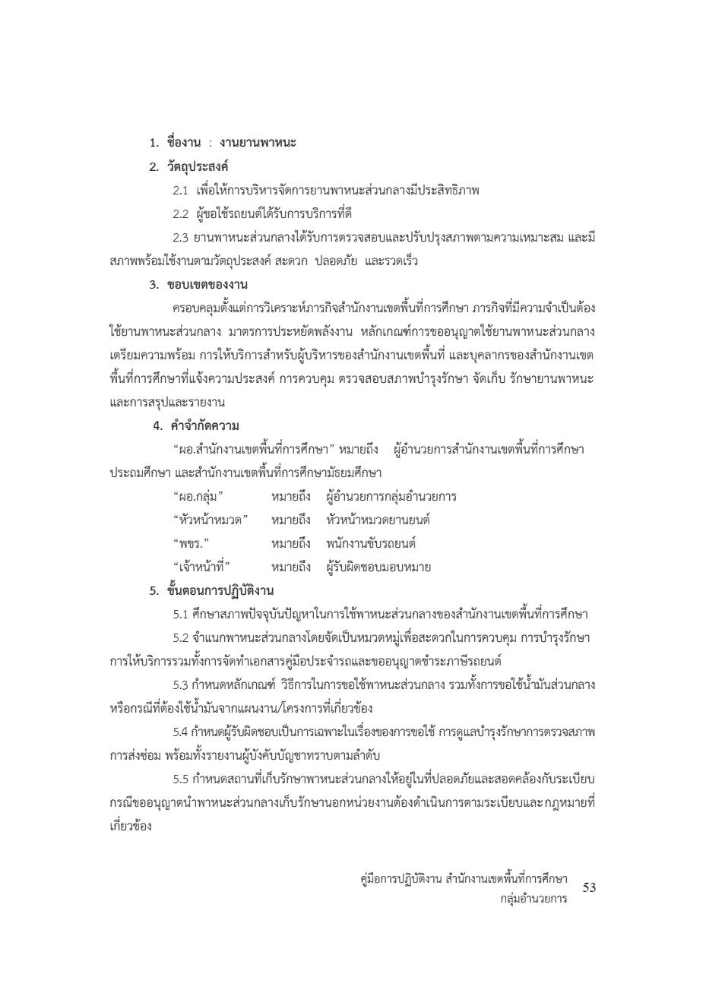 1. ชื่องาน : งานยานพาหนะ
2. วัตถุประสงค์
2.1 เพื่อให้การบริหารจัดการยานพาหนะส่วนกลางมีประสิทธิภาพ
2.2 ผู้ขอใช้รถยนต์ได้รับการบริการที่ดี
2.3 ยานพาหนะส่วนกลางได้รับการตรวจสอบและปรับปรุงสภาพตามความเหมาะสม และมี
สภาพพร้อมใช้งานตามวัตถุประสงค์ สะดวก ปลอดภัย และรวดเร็ว
3. ขอบเขตของงาน
ครอบคลุมตั้งแต่การวิเคราะห์ภารกิจสำนักงานเขตพื้นที่การศึกษา ภารกิจที่มีความจำเป็นต้อง
ใช้ยานพาหนะส่วนกลาง มาตรการประหยัดพลังงาน หลักเกณฑ์การขออนุญาตใช้ยานพาหนะส่วนกลาง
เตรียมความพร้อม การให้บริการสำหรับผู้บริหารของสำนักงานเขตพื้นที่ และบุคลากรของสำนักงานเขต
พื้นที่การศึกษาที่แจ้งความประสงค์ การควบคุม ตรวจสอบสภาพบำรุงรักษา จัดเก็บ รักษายานพาหนะ
และการสรุปและรายงาน
4. คำจำกัดความ
“ผอ.สำนักงานเขตพื้นที่การศึกษา” หมายถึง ผู้อำนวยการสำนักงานเขตพื้นที่การศึกษา
ประถมศึกษา และสำนักงานเขตพื้นที่การศึกษามัธยมศึกษา
“ผอ.กลุ่ม” หมายถึง ผู้อำนวยการกลุ่มอำนวยการ
“หัวหน้าหมวด” หมายถึง หัวหน้าหมวดยานยนต์
“พขร.” หมายถึง พนักงานขับรถยนต์
“เจ้าหน้าที่” หมายถึง ผู้รับผิดชอบมอบหมาย
5. ขั้นตอนการปฏิบัติงาน
5.1 ศึกษาสภาพปัจจุบันปัญหาในการใช้พาหนะส่วนกลางของสำนักงานเขตพื้นที่การศึกษา
5.2 จำแนกพาหนะส่วนกลางโดยจัดเป็นหมวดหมู่เพื่อสะดวกในการควบคุม การบำรุงรักษา
การให้บริการรวมทั้งการจัดทำเอกสารคู่มือประจำรถและขออนุญาตชำระภาษีรถยนต์
5.3 กำหนดหลักเกณฑ์ วิธีการในการขอใช้พาหนะส่วนกลาง รวมทั้งการขอใช้น้ำมันส่วนกลาง
หรือกรณีที่ต้องใช้น้ำมันจากแผนงาน/โครงการที่เกี่ยวข้อง
5.4 กำหนดผู้รับผิดชอบเป็นการเฉพาะในเรื่องของการขอใช้ การดูแลบำรุงรักษาการตรวจสภาพ
การส่งซ่อม พร้อมทั้งรายงานผู้บังคับบัญชาทราบตามลำดับ
5.5 กำหนดสถานที่เก็บรักษาพาหนะส่วนกลางให้อยู่ในที่ปลอดภัยและสอดคล้องกับระเบียบ
กรณีขออนุญาตนำพาหนะส่วนกลางเก็บรักษานอกหน่วยงานต้องดำเนินการตามระเบียบและกฎหมายที่
เกี่ยวข้อง
คู่มือการปฏิบัติงาน สำนักงานเขตพื้นที่การศึกษา
53
กลุ่มอำนวยการ